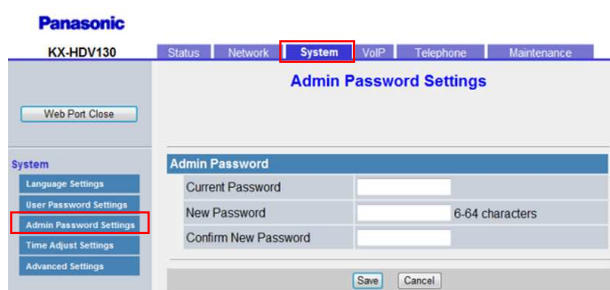 Panasonic
KX-HDV130
Status Network System VoIP Telephone Maintenance
Admin Password Settings
Web Port Close
System
Language Settings
User Password Settings
Admin Password Settings
Time Adjust Settings
Advanced Settings
Admin Password
Current Password
New Password 6-64 characters
Confirm New Password
Save Cancel